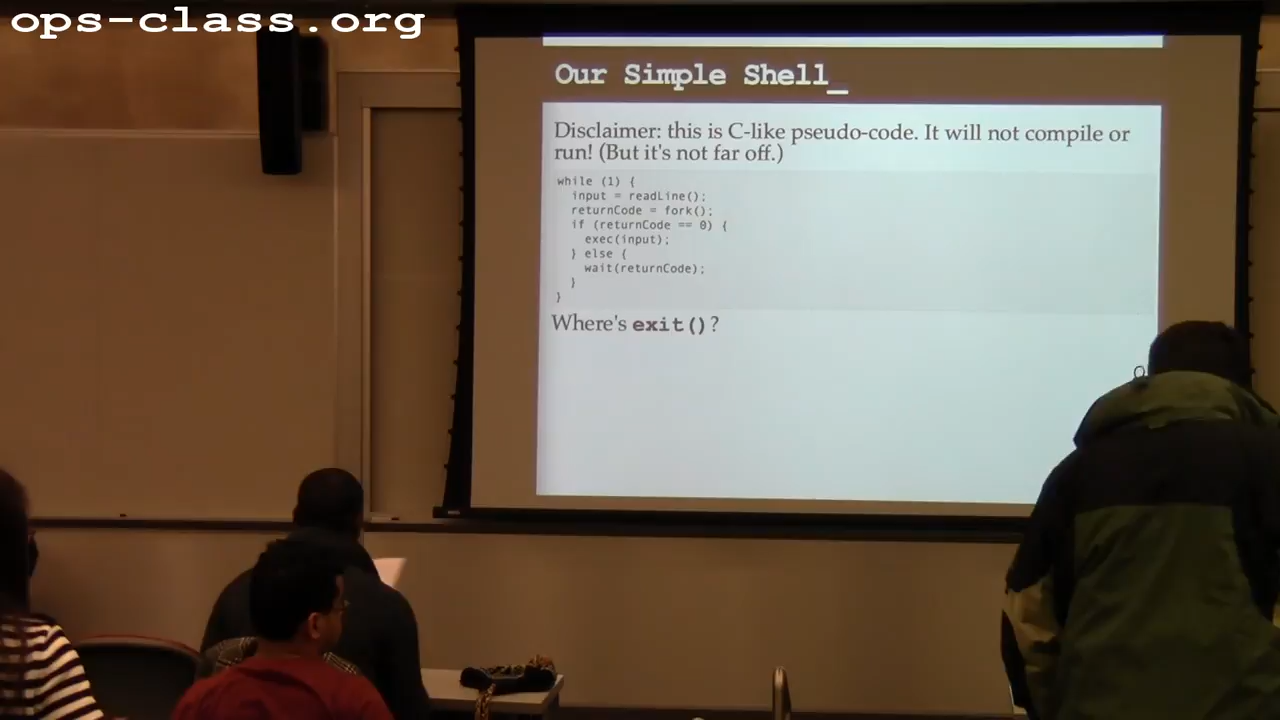 ops-class.org
Our Simple Shell_
Disclaimer: this is C-like pseudo-code. It will not compile or
run! (But it's not far off.)
while (1) {
  input = readLine();
  returnCode = fork();
  if (returnCode == 0) {
    exec(input);
  } else {
    wait(returnCode);
  }
}
Where's exit()?